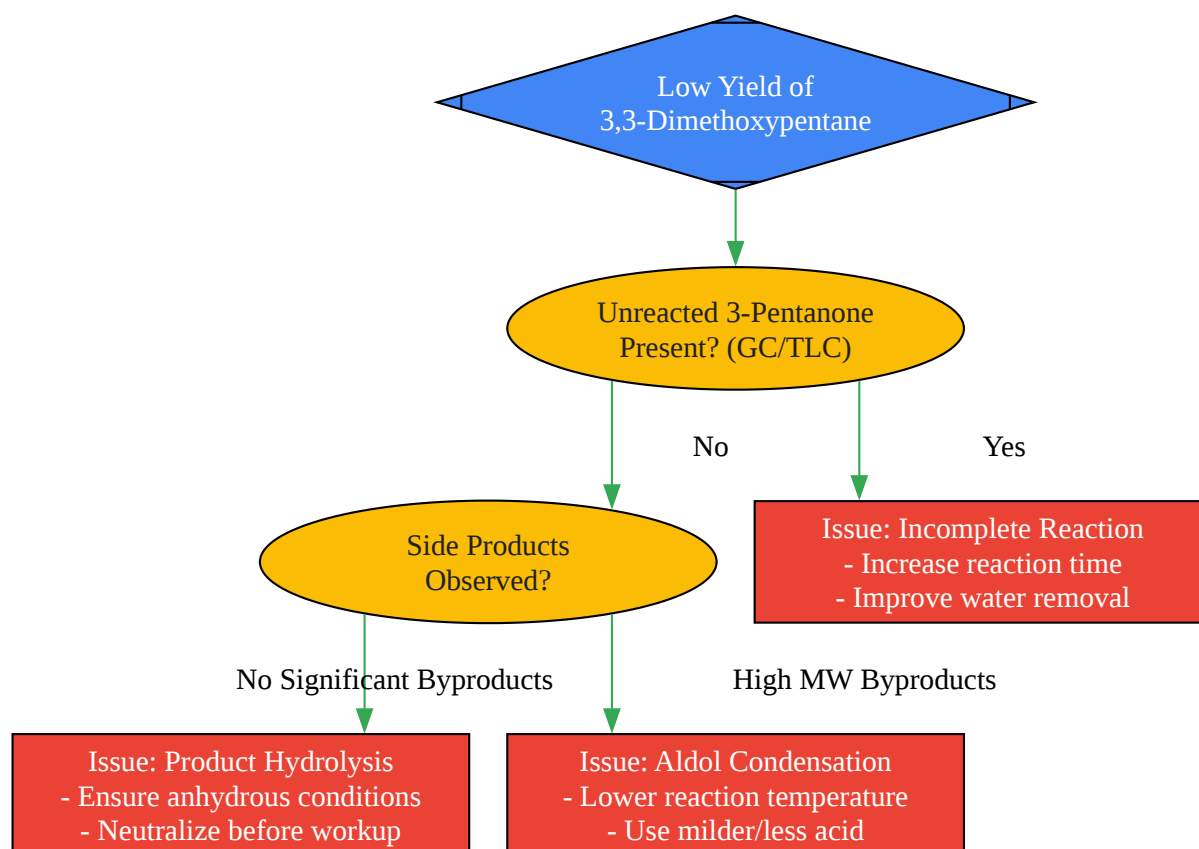 Low Yield of
3,3-Dimethoxypentane
Unreacted 3-Pentanone
Present? (GC/TLC)
No
Yes
Side Products
Observed?
Issue: Incomplete Reaction
- Increase reaction time
- Improve water removal
No Significant Byproducts
High MW Byproducts
Issue: Product Hydrolysis
- Ensure anhydrous conditions
- Neutralize before workup
Issue: Aldol Condensation
- Lower reaction temperature
- Use milder/less acid